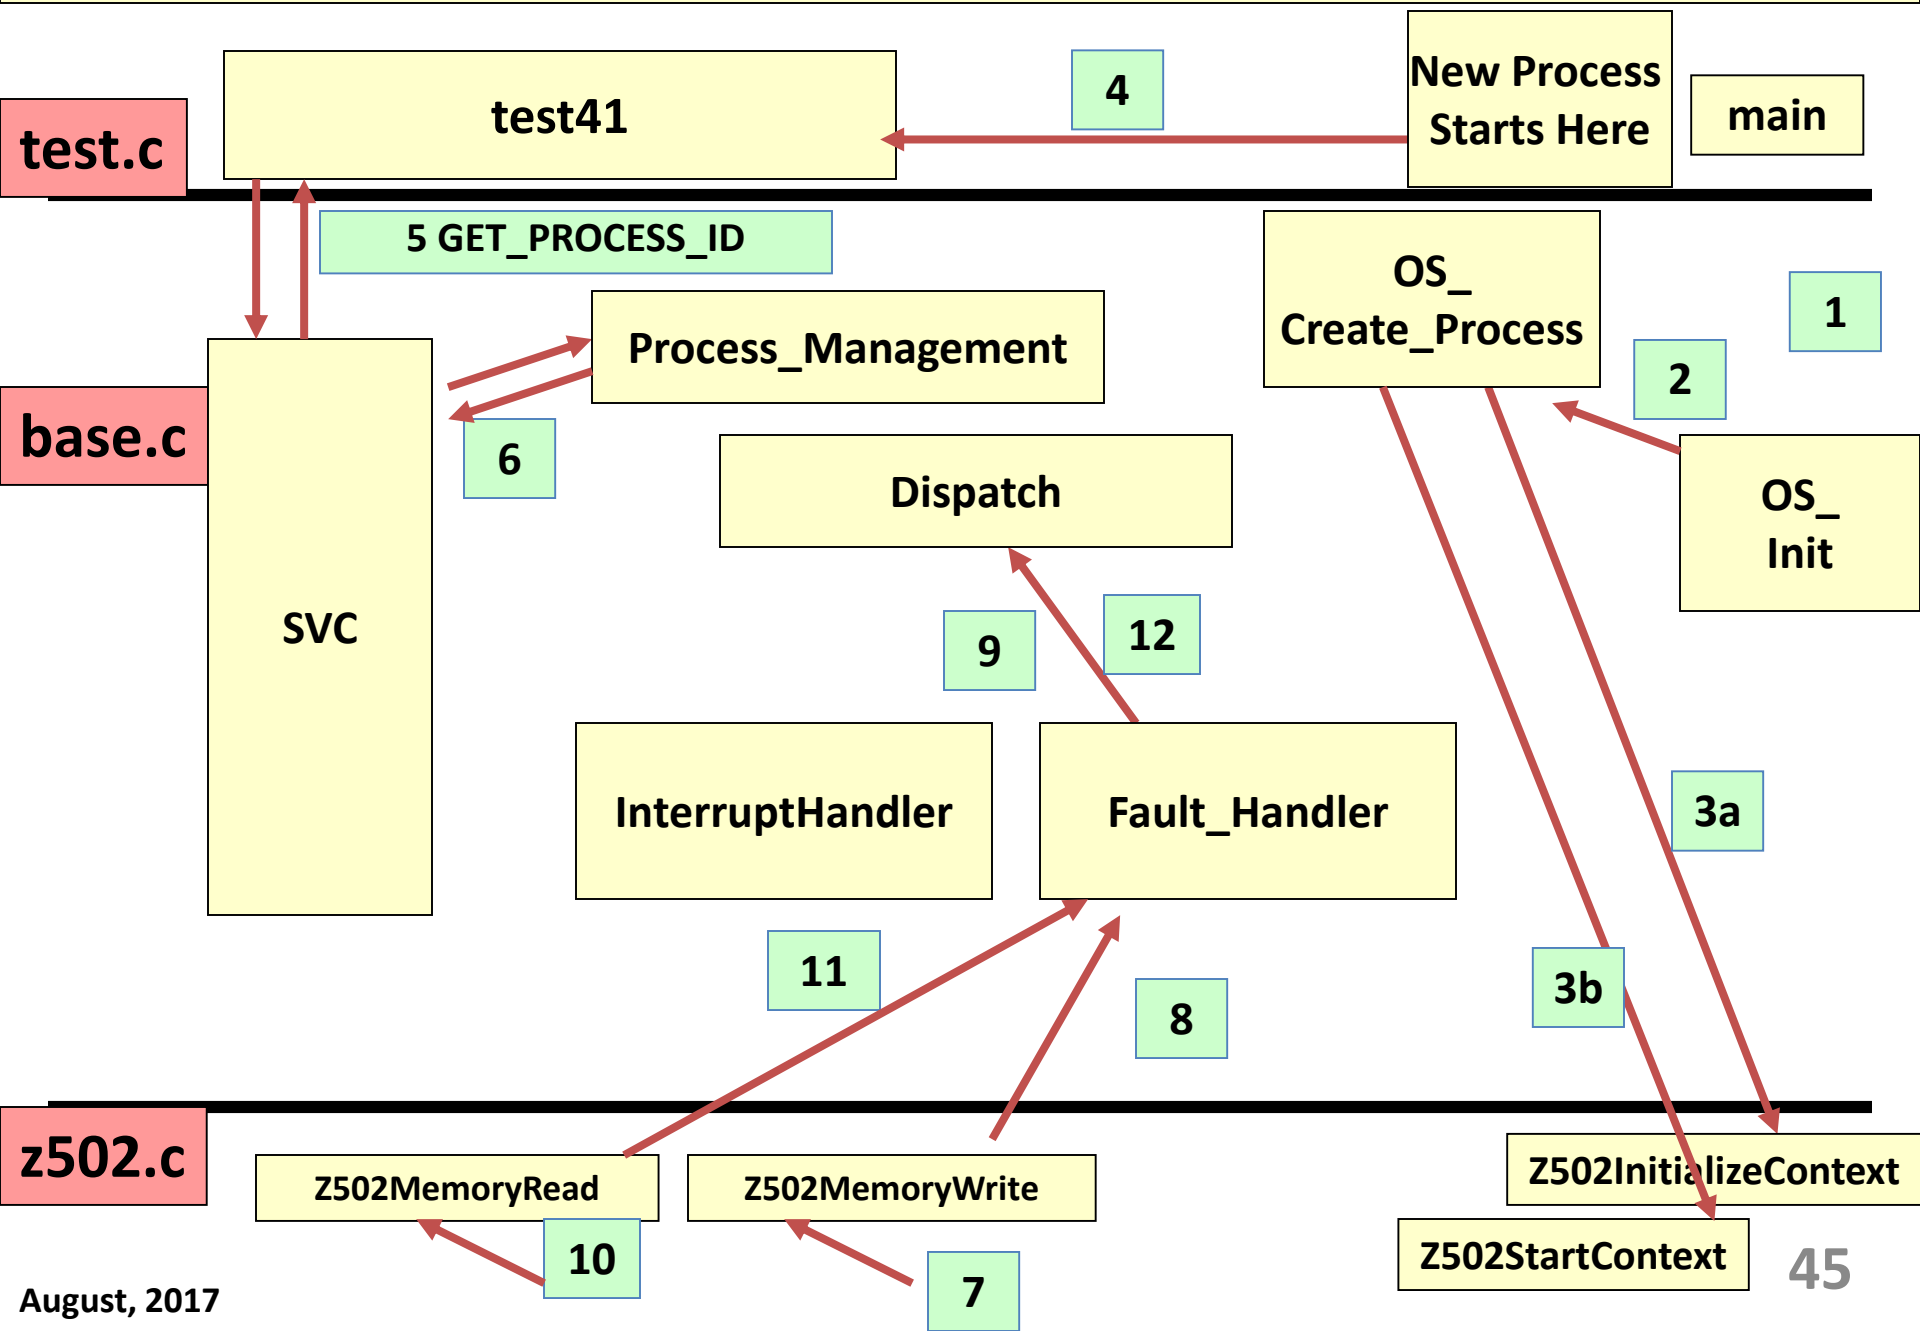 4
New Process
Starts Here
main
test41
test.c
5 GET_PROCESS_ID
OS_
Create_Process
1
Process_Management
2
base.c
6
Dispatch
OS_
Init
SVC
9
12
InterruptHandler
Fault_Handler
3a
11
3b
8
z502.c
Z502MemoryRead
Z502MemoryWrite
Z502InitializeContext
10
7
Z502StartContext
45
August, 2017